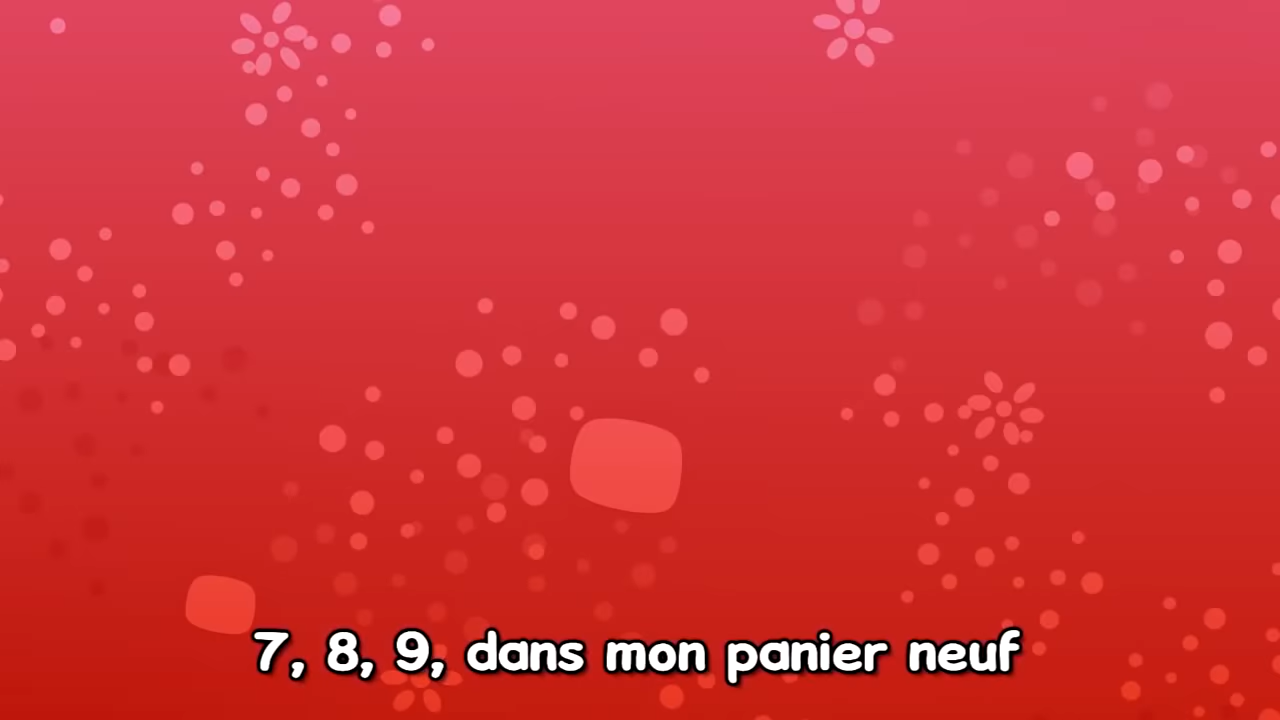 7, 8, 9, dans mon panier neuf